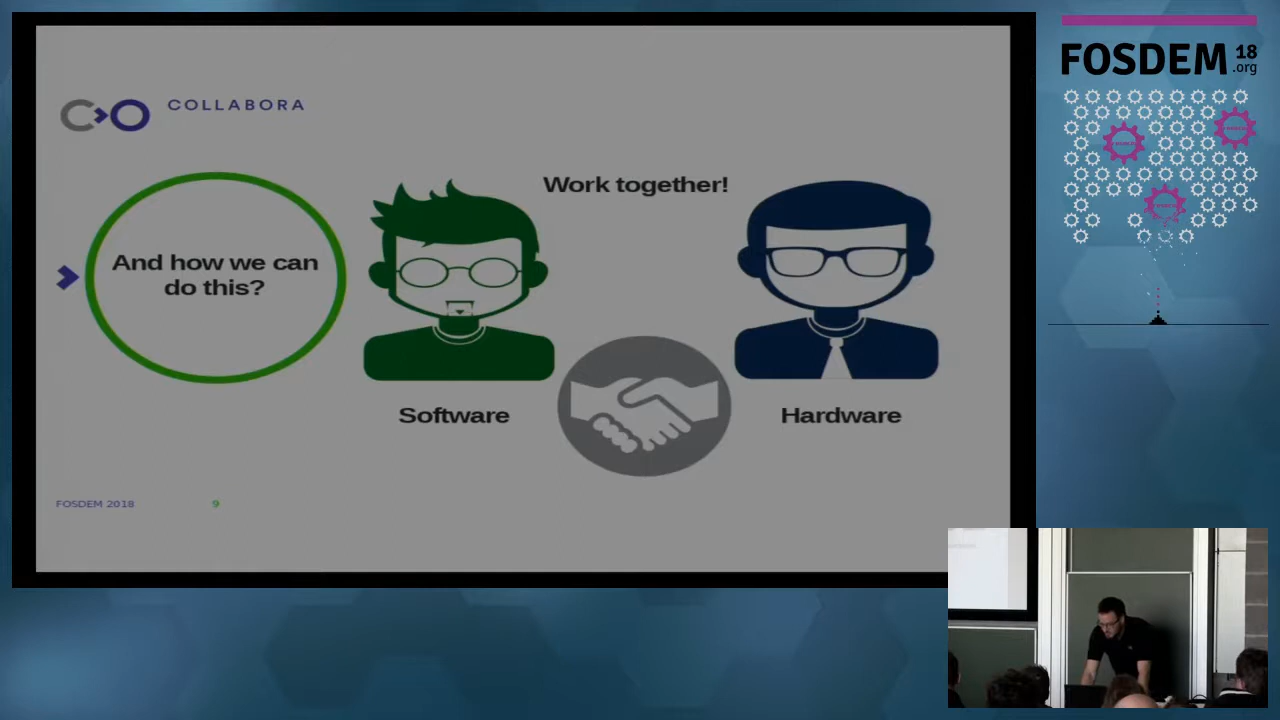 COLLABORA
And how we can
do this?
Work together!
Software
Hardware
FOSDEM 2018
9
FOSDEM 18
.org